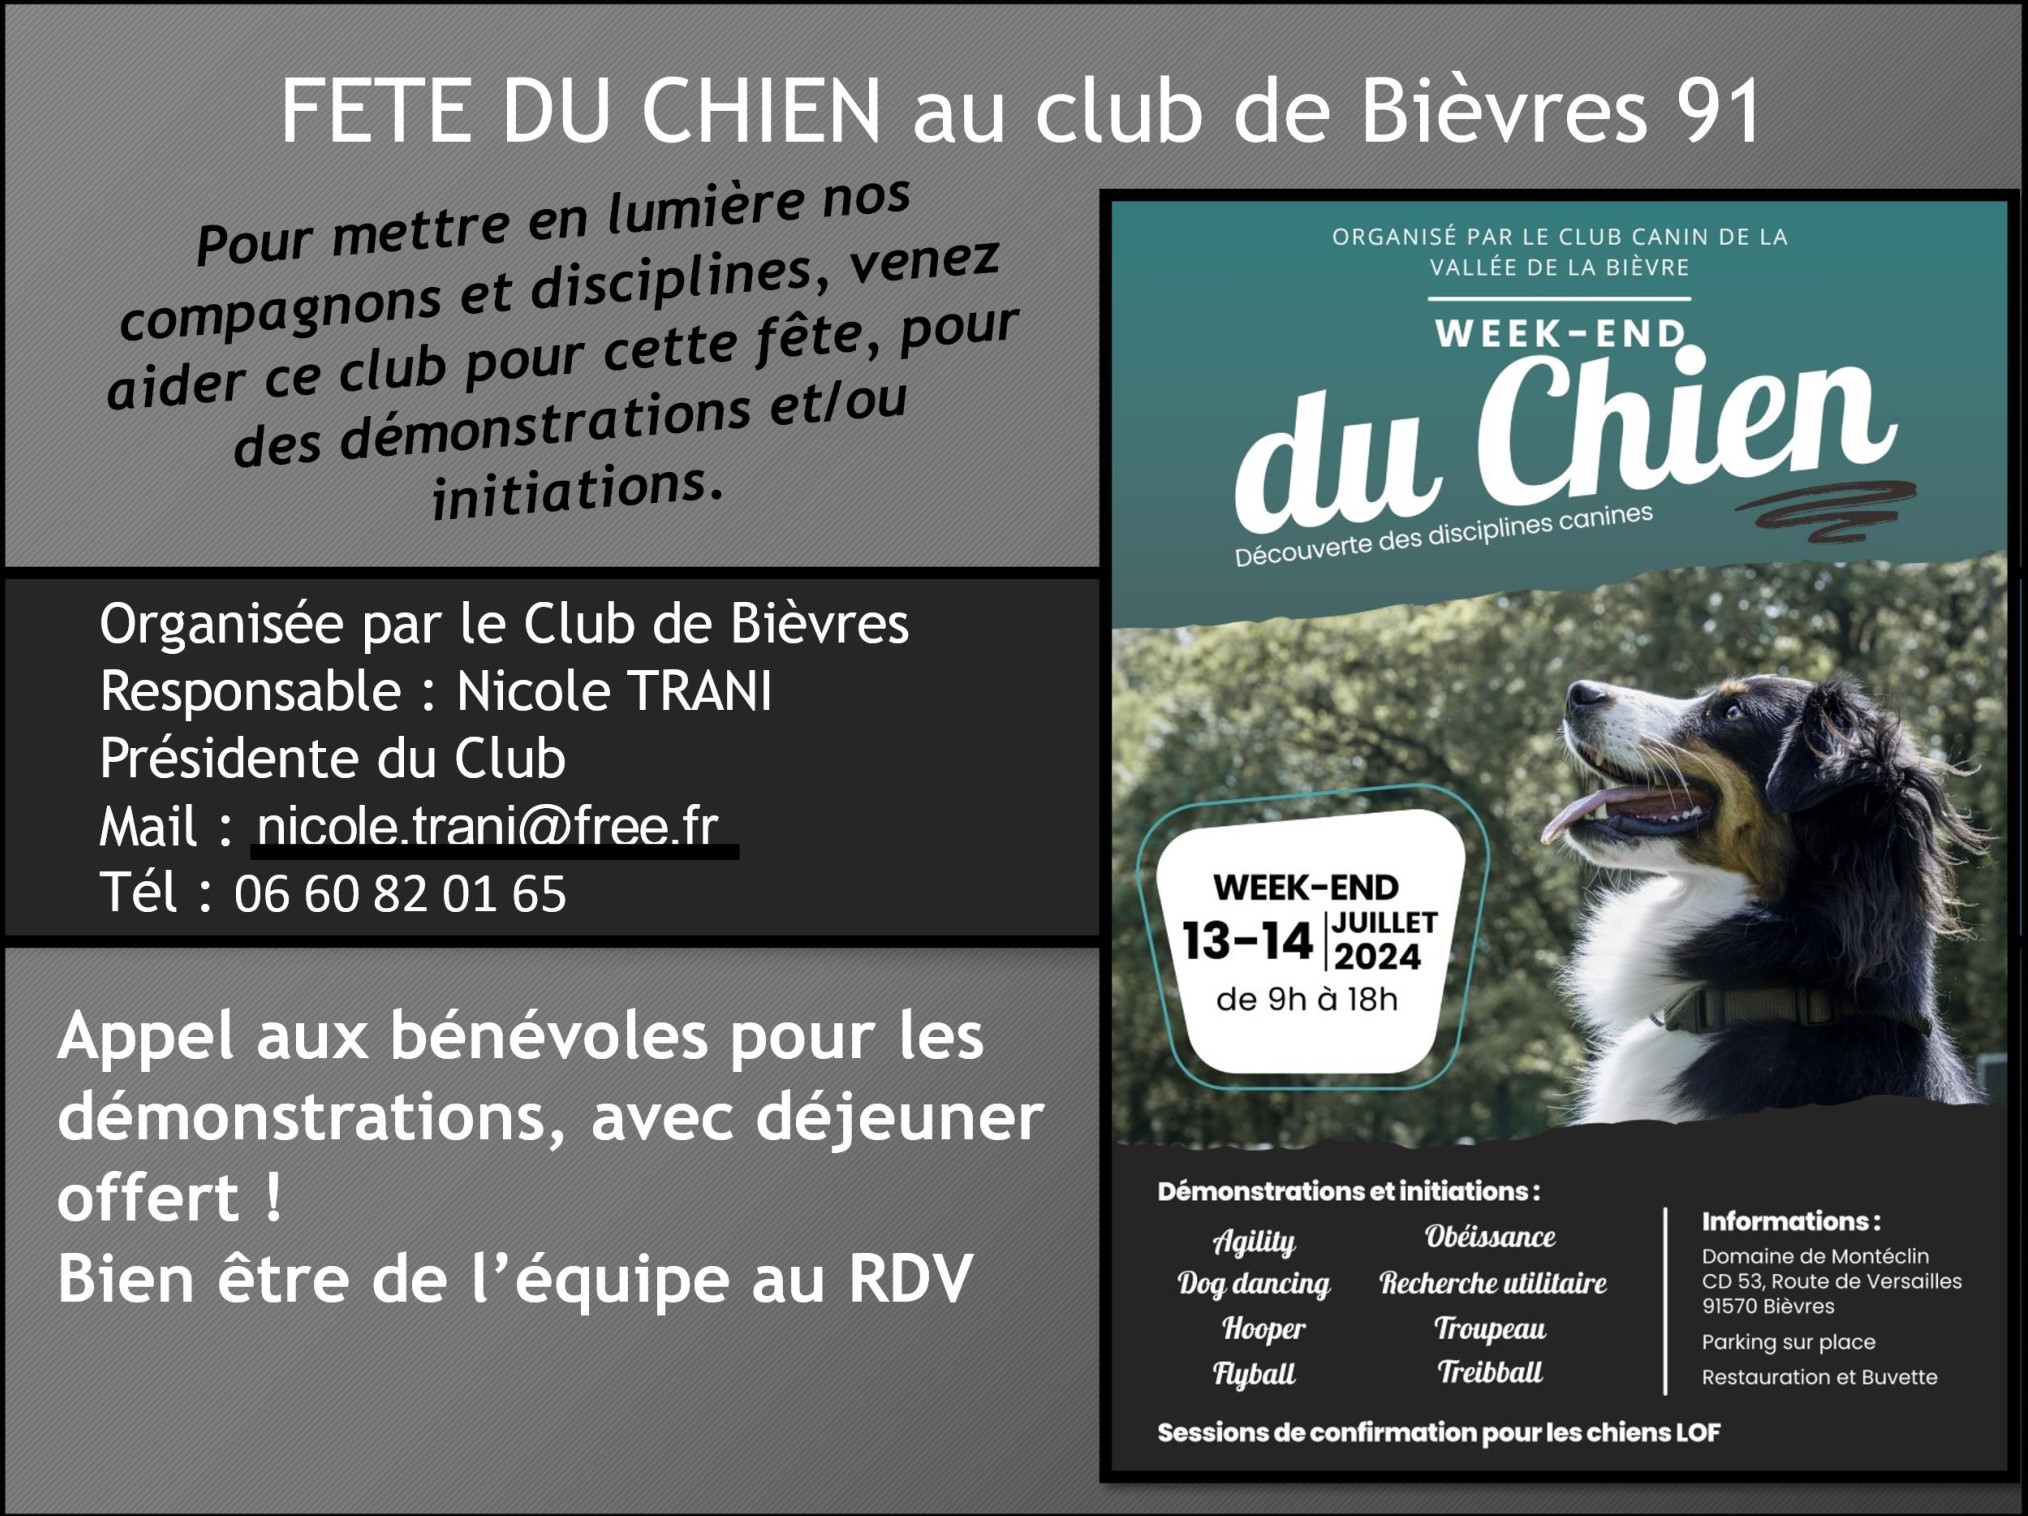 FETE DU CHIEN au club de Bièvres 91
Pour mettre en lumière nos
compagnons et disciplines, venez
aider ce club pour cette fête, pour
des démonstrations et/ou
initiations.
Organisée par le Club de Bièvres
Responsable : Nicole TRANI
Présidente du Club
Mail : nicole.trani@free.fr
Tél : 06 60 82 01 65
Appel aux bénévoles pour les
démonstrations, avec déjeuner
offert !
Bien être de l’équipe au RDV
ORGANISÉ PAR LE CLUB CANIN DE LA
VALLÉE DE LA BIÈVRE
WEEK-END
du Chien
Découverte des disciplines canines
WEEK-END
13-14 JUILLET
2024
de 9h à 18h
Démonstrations et initiations :
Agility
Dog dancing
Hooper
Flyball
Obéissance
Recherche utilitaire
Troupeau
Treibball
Informations :
Domaine de Montéclin
CD 53, Route de Versailles
91570 Bièvres
Parking sur place
Restauration et Buvette
Sessions de confirmation pour les chiens LOF